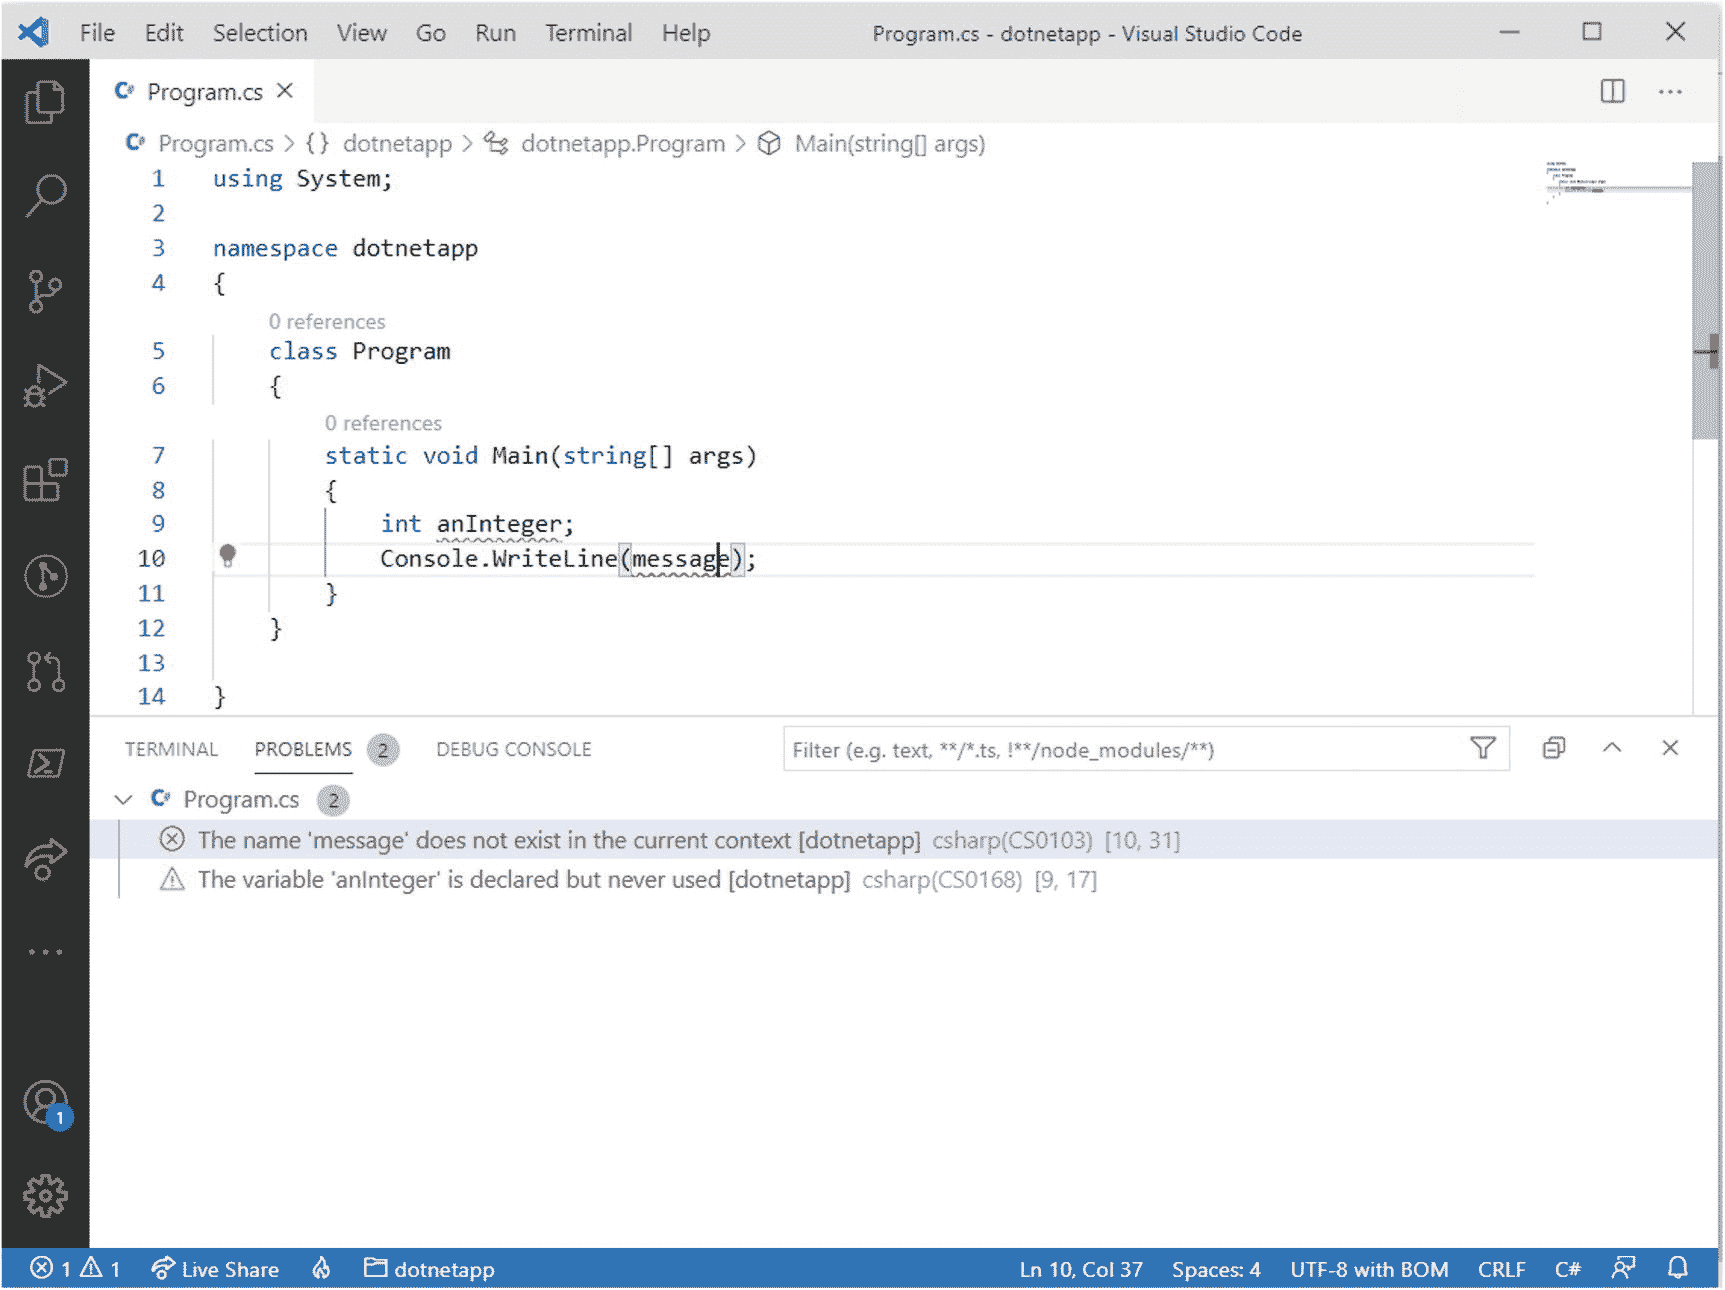 File Edit Selection View Go Run Terminal Help Program.cs - dotnetapp - Visual Studio Code
C# Program.cs
C# Program.cs > {} dotnetapp > dotnetapp.Program > Main(string[] args)
1 using System;
2
3 namespace dotnetapp
4 {
0 references
5 class Program
6 {
0 references
7 static void Main(string[] args)
8 {
9 int anInteger;
10 Console.WriteLine(message);
11 }
12 }
13
14 }
TERMINAL PROBLEMS 2 DEBUG CONSOLE Filter (e.g. text, **/*.ts, !**/node_modules/**)
C# Program.cs 2
The name 'message' does not exist in the current context [dotnetapp] csharp(CS0103) [10, 31]
The variable 'anInteger' is declared but never used [dotnetapp] csharp(CS0168) [9, 17]
1
1 1 Live Share dotnetapp Ln 10, Col 37 Spaces: 4 UTF-8 with BOM CRLF C#